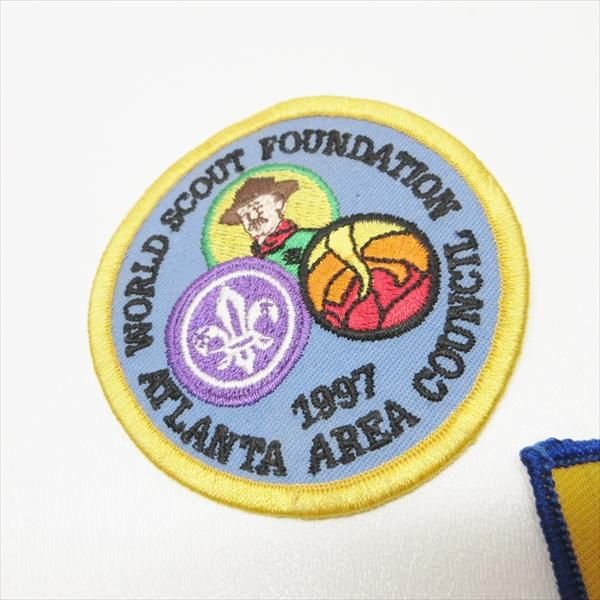 WORLD SCOUT FOUNDATION
1997
ATLANTA AREA COUNCIL